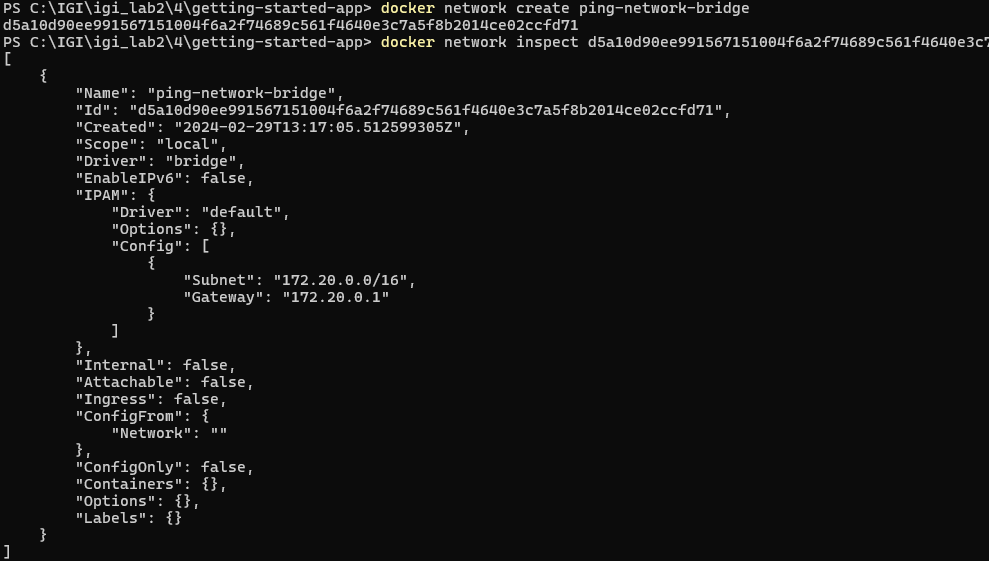 PS C:\IGI\igi_lab2\4\getting-started-app> docker network create ping-network-bridge
d5a10d90ee991567151004f6a2f74689c561f4640e3c7a5f8b2014ce02ccfd71
PS C:\IGI\igi_lab2\4\getting-started-app> docker network inspect d5a10d90ee991567151004f6a2f74689c561f4640e3c7
[
    {
        "Name": "ping-network-bridge",
        "Id": "d5a10d90ee991567151004f6a2f74689c561f4640e3c7a5f8b2014ce02ccfd71",
        "Created": "2024-02-29T13:17:05.512599305Z",
        "Scope": "local",
        "Driver": "bridge",
        "EnableIPv6": false,
        "IPAM": {
            "Driver": "default",
            "Options": {},
            "Config": [
                {
                    "Subnet": "172.20.0.0/16",
                    "Gateway": "172.20.0.1"
                }
            ]
        },
        "Internal": false,
        "Attachable": false,
        "Ingress": false,
        "ConfigFrom": {
            "Network": ""
        },
        "ConfigOnly": false,
        "Containers": {},
        "Options": {},
        "Labels": {}
    }
]